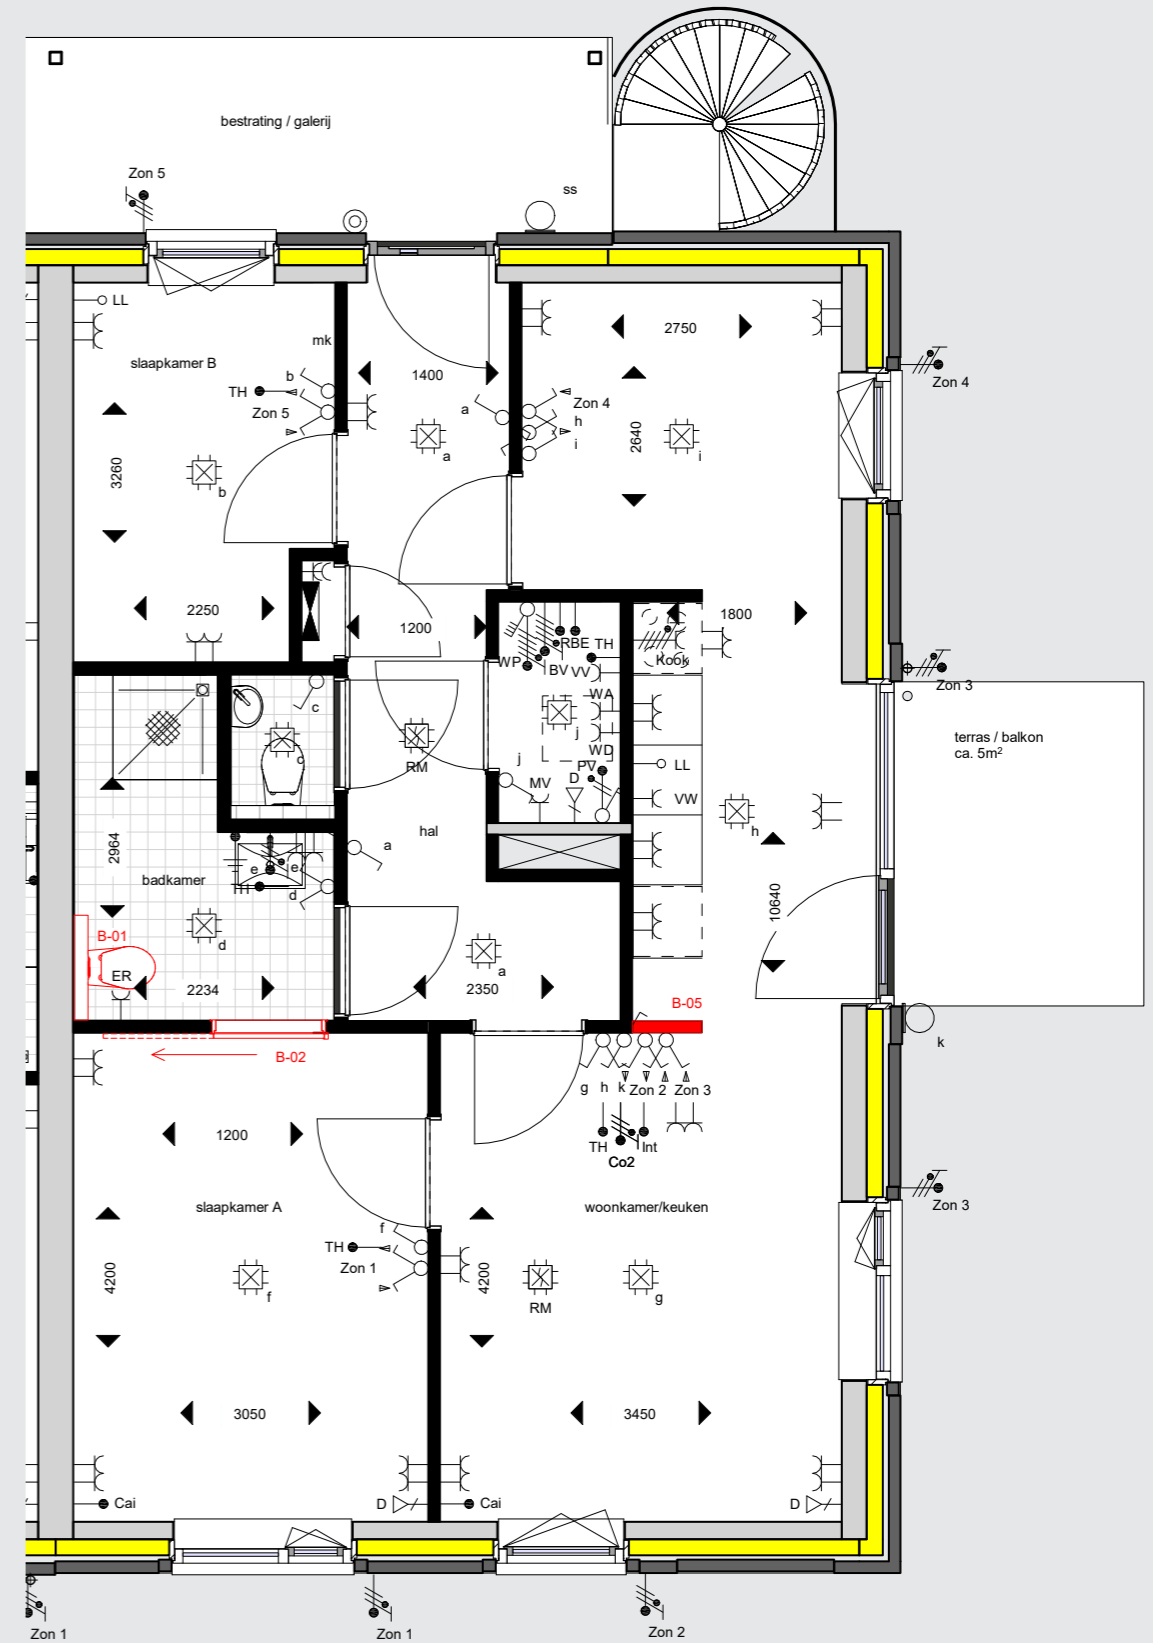 bestrating / galerij
Zon 5
ss
LL
mk
slaapkamer B
b
TH
Zon 5
1400
a
a
Zon 4
h
i
2750
2640
i
Zon 4
3260
b
2250
1200
1800
WP
BV
RBE
TH
VV
Kook
WA
j
WD
PV
j
MV
D
c
c
RM
LL
VW
h
Zon 3
terras / balkon
ca. 5m²
hal
a
2964
badkamer
e
e
TH
d
d
B-01
ER
2234
a
2350
10640
B-05
k
B-02
g
h
k
Zon 2
Zon 3
TH
Int
Co2
1200
slaapkamer A
woonkamer/keuken
Zon 3
f
TH
Zon 1
4200
f
4200
RM
g
3050
3450
Cai
D
Cai
D
Zon 1
Zon 1
Zon 2